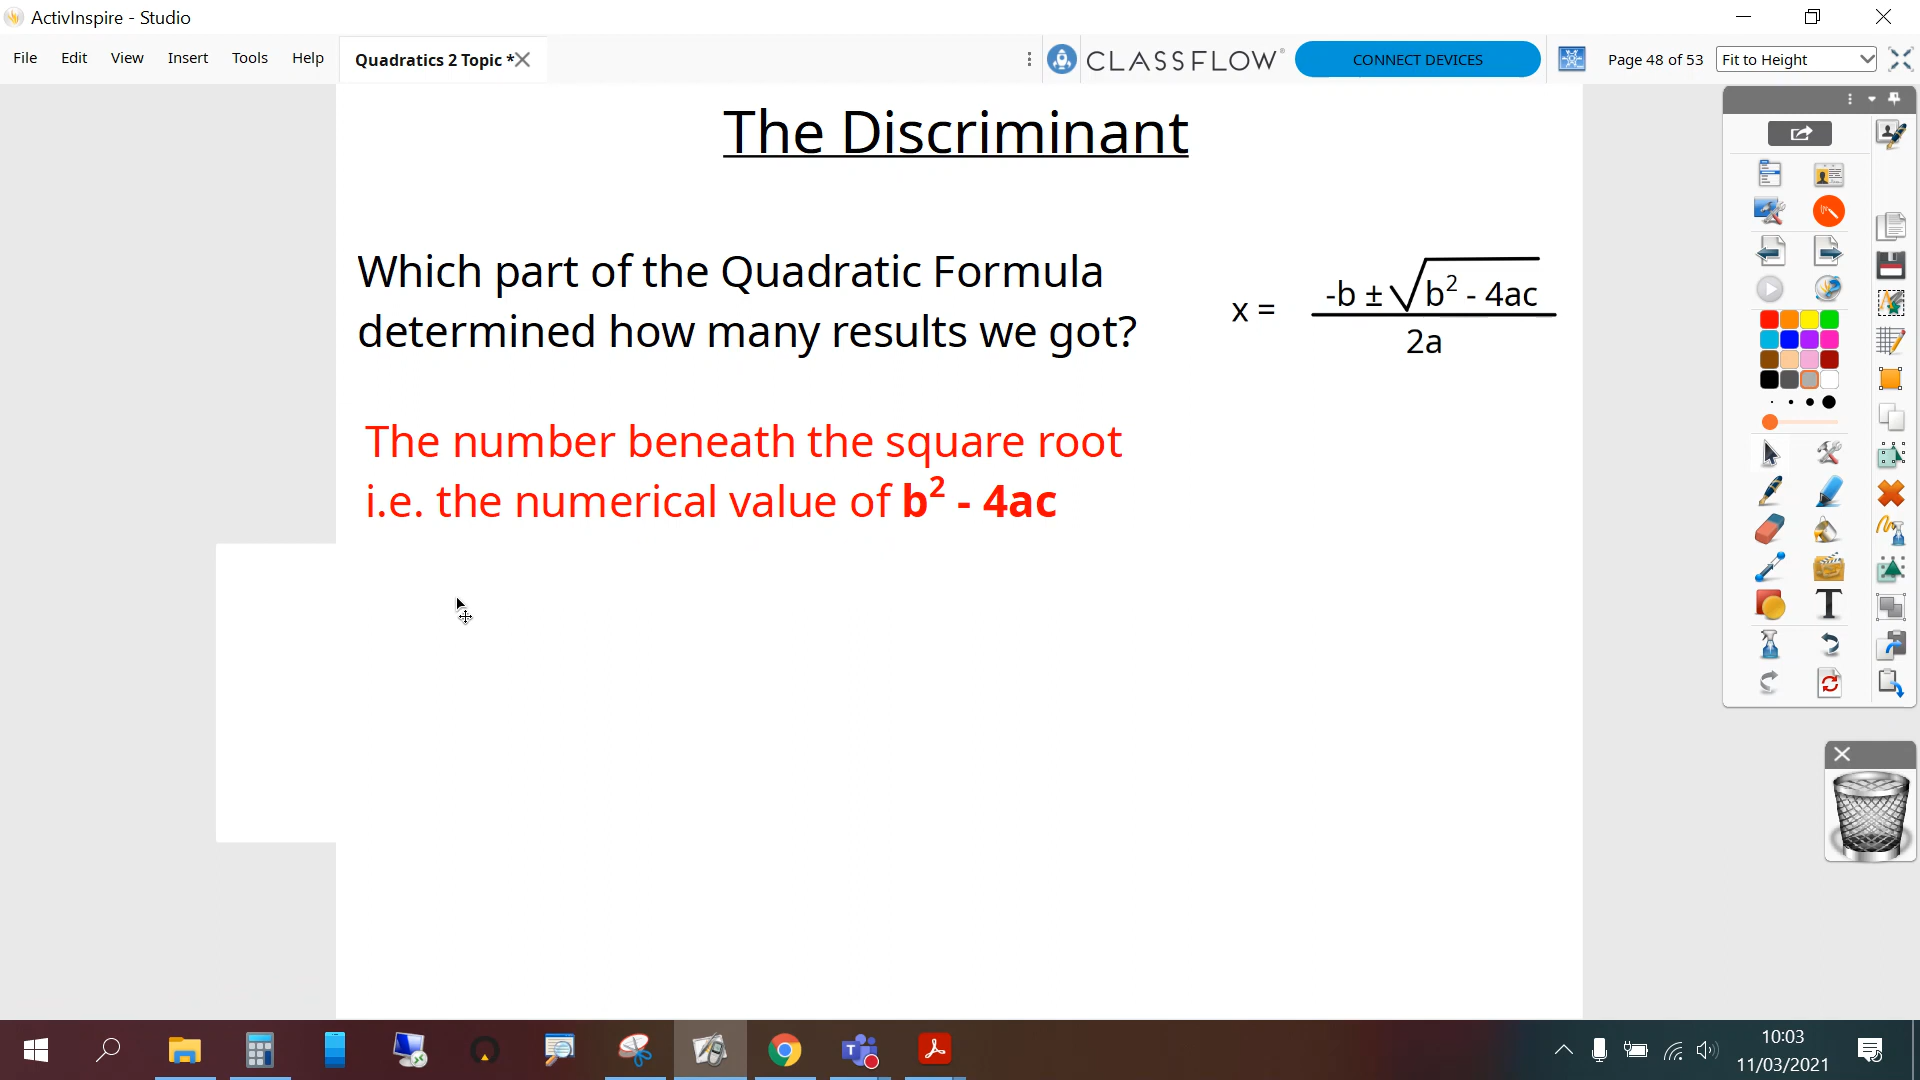 ActivInspire - Studio
File Edit View Insert Tools Help
Quadratics 2 Topic *
CLASSFLOW
CONNECT DEVICES
Page 48 of 53
Fit to Height
The Discriminant
Which part of the Quadratic Formula
determined how many results we got?
x = -b ± √b² - 4ac
2a
The number beneath the square root
i.e. the numerical value of b² - 4ac
10:03
11/03/2021